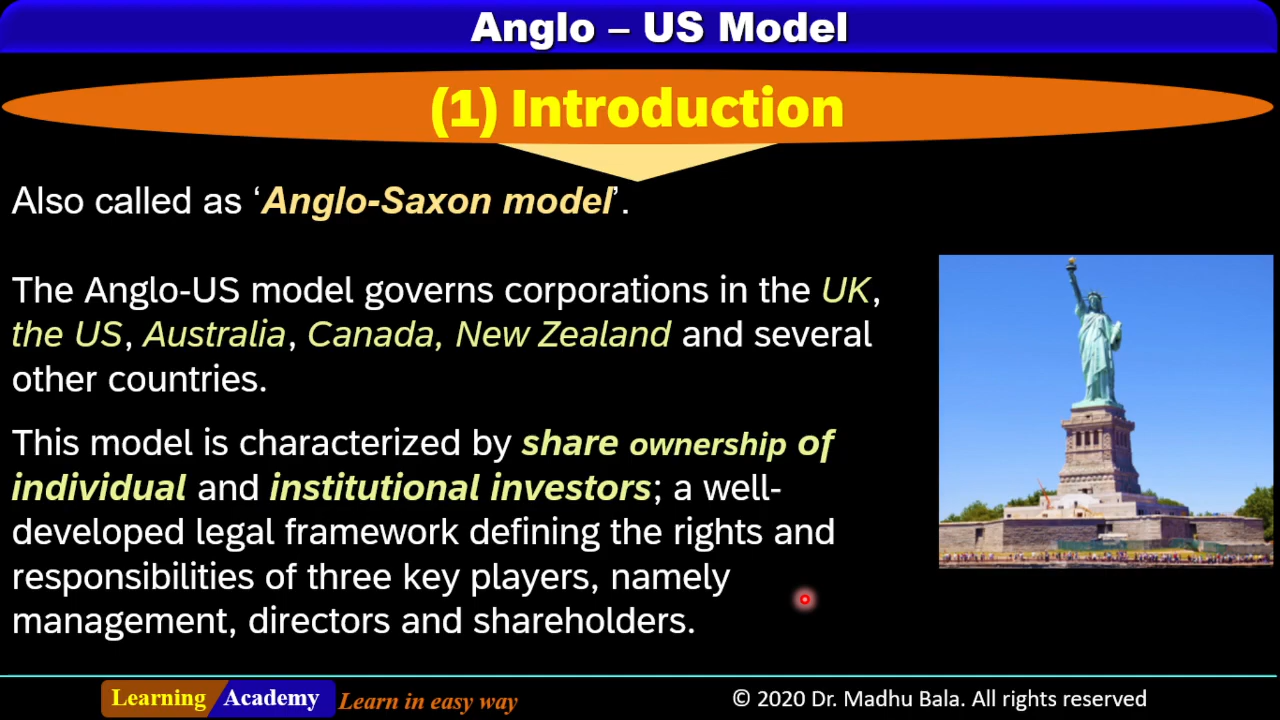 Anglo – US Model
(1) Introduction
Also called as ‘Anglo-Saxon model’.
The Anglo-US model governs corporations in the UK,
the US, Australia, Canada, New Zealand and several
other countries.
This model is characterized by share ownership of
individual and institutional investors; a well-
developed legal framework defining the rights and
responsibilities of three key players, namely
management, directors and shareholders.
Learning Academy Learn in easy way
© 2020 Dr. Madhu Bala. All rights reserved